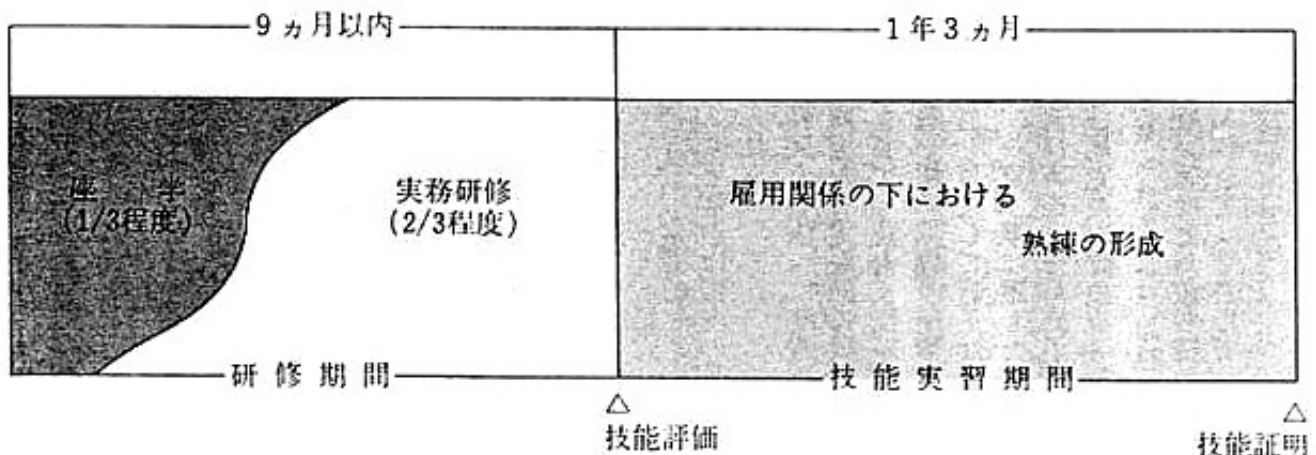 9ヵ月以内
1年3ヵ月
座学
(1/3程度)
実務研修
(2/3程度)
雇用関係の下における
熟練の形成
研修期間
技能実習期間
△
技能評価
△
技能証明